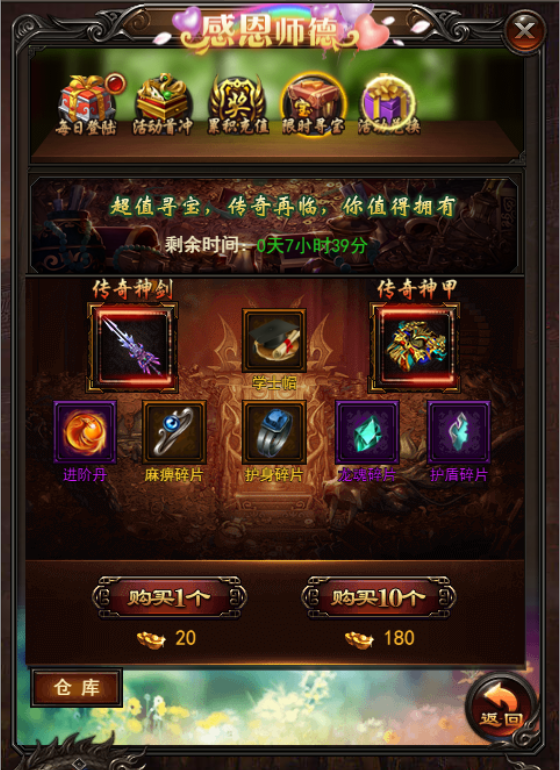 感恩师德
每日登陆 活动首冲 累积充值 限时寻宝 活动兑换
奖
宝
超值寻宝，传奇再临，你值得拥有
剩余时间：0天7小时39分
传奇神剑 传奇神甲
学士帽
进阶丹 麻痹碎片 护身碎片 龙魂碎片 护盾碎片
购买1个 购买10个
20 180
仓库
返回